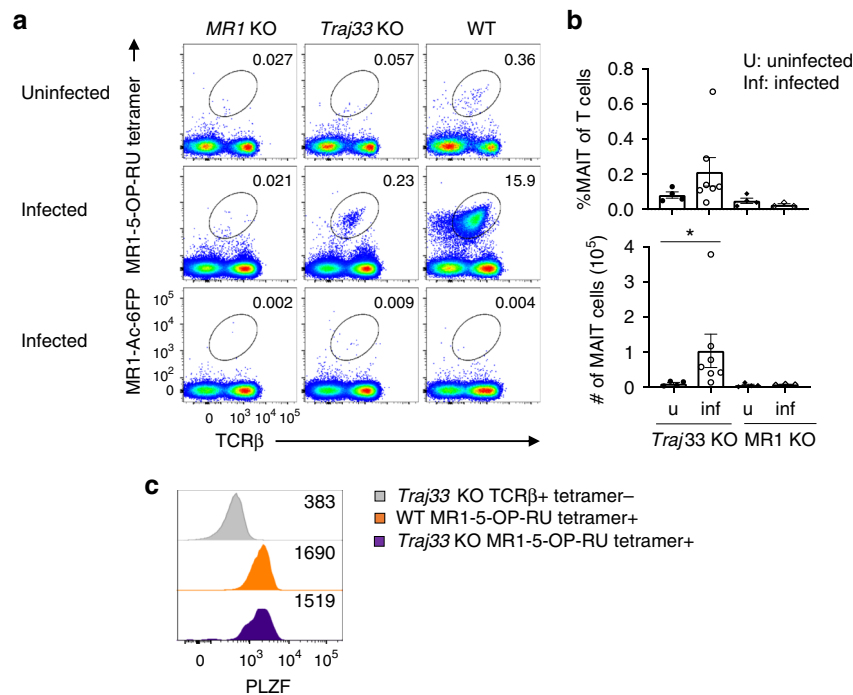 a
MR1 KO Traj33 KO WT
MR1-5-OP-RU tetramer
MR1-Ac-6FP
Uninfected
0.027 0.057 0.36
Infected
0.021 0.23 15.9
Infected
0.002 0.009 0.004
10^5
10^4
10^3
10^2
0
0 10^3 10^4 10^5
TCRβ
b
U: uninfected
Inf: infected
%MAIT of T cells
0.8
0.6
0.4
0.2
0.0
# of MAIT cells (10^5)
*
4
3
2
1
0
u inf u inf
Traj33 KO MR1 KO
c
383
1690
1519
0 10^3 10^4 10^5
PLZF
Traj33 KO TCRβ+ tetramer–
WT MR1-5-OP-RU tetramer+
Traj33 KO MR1-5-OP-RU tetramer+